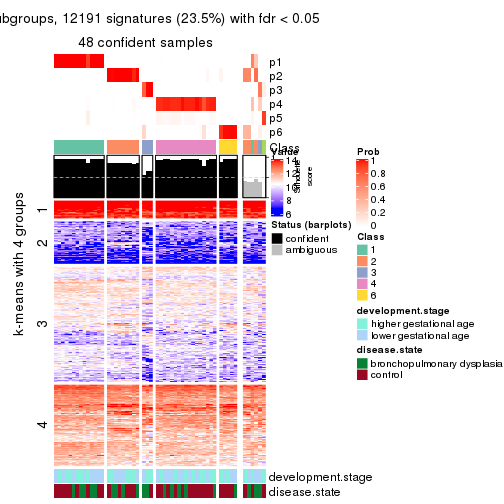 ubgroups, 12191 signatures (23.5%) with fdr < 0.05
48 confident samples
p1
p2
p3
p4
p5
p6
Class
k-means with 4 groups
1
2
3
4
Value
14
12
10
8
6
score
Status (barplots)
confident
ambiguous
Prob
1
0.8
0.6
0.4
0.2
0
Class
1
2
3
4
6
development.stage
higher gestational age
lower gestational age
disease.state
bronchopulmonary dysplasia
control
development.stage
disease.state